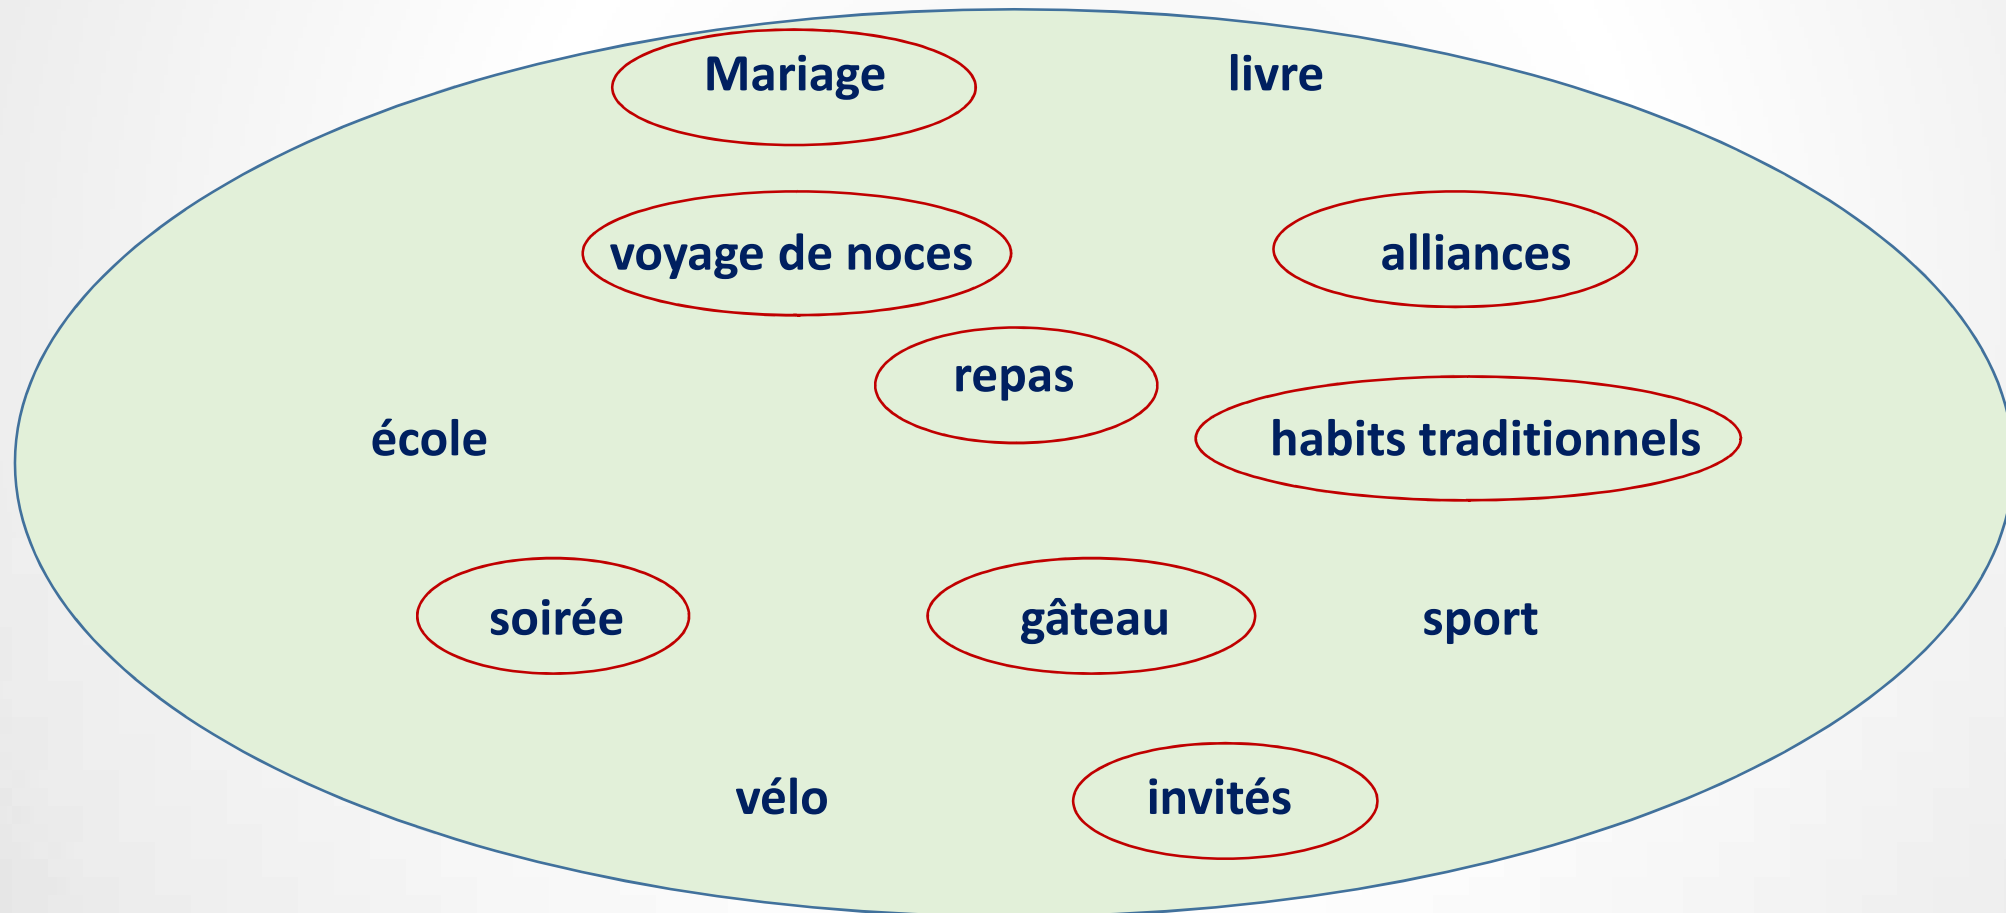 Mariage
livre
voyage de noces
alliances
repas
école
habits traditionnels
soirée
gâteau
sport
vélo
invités